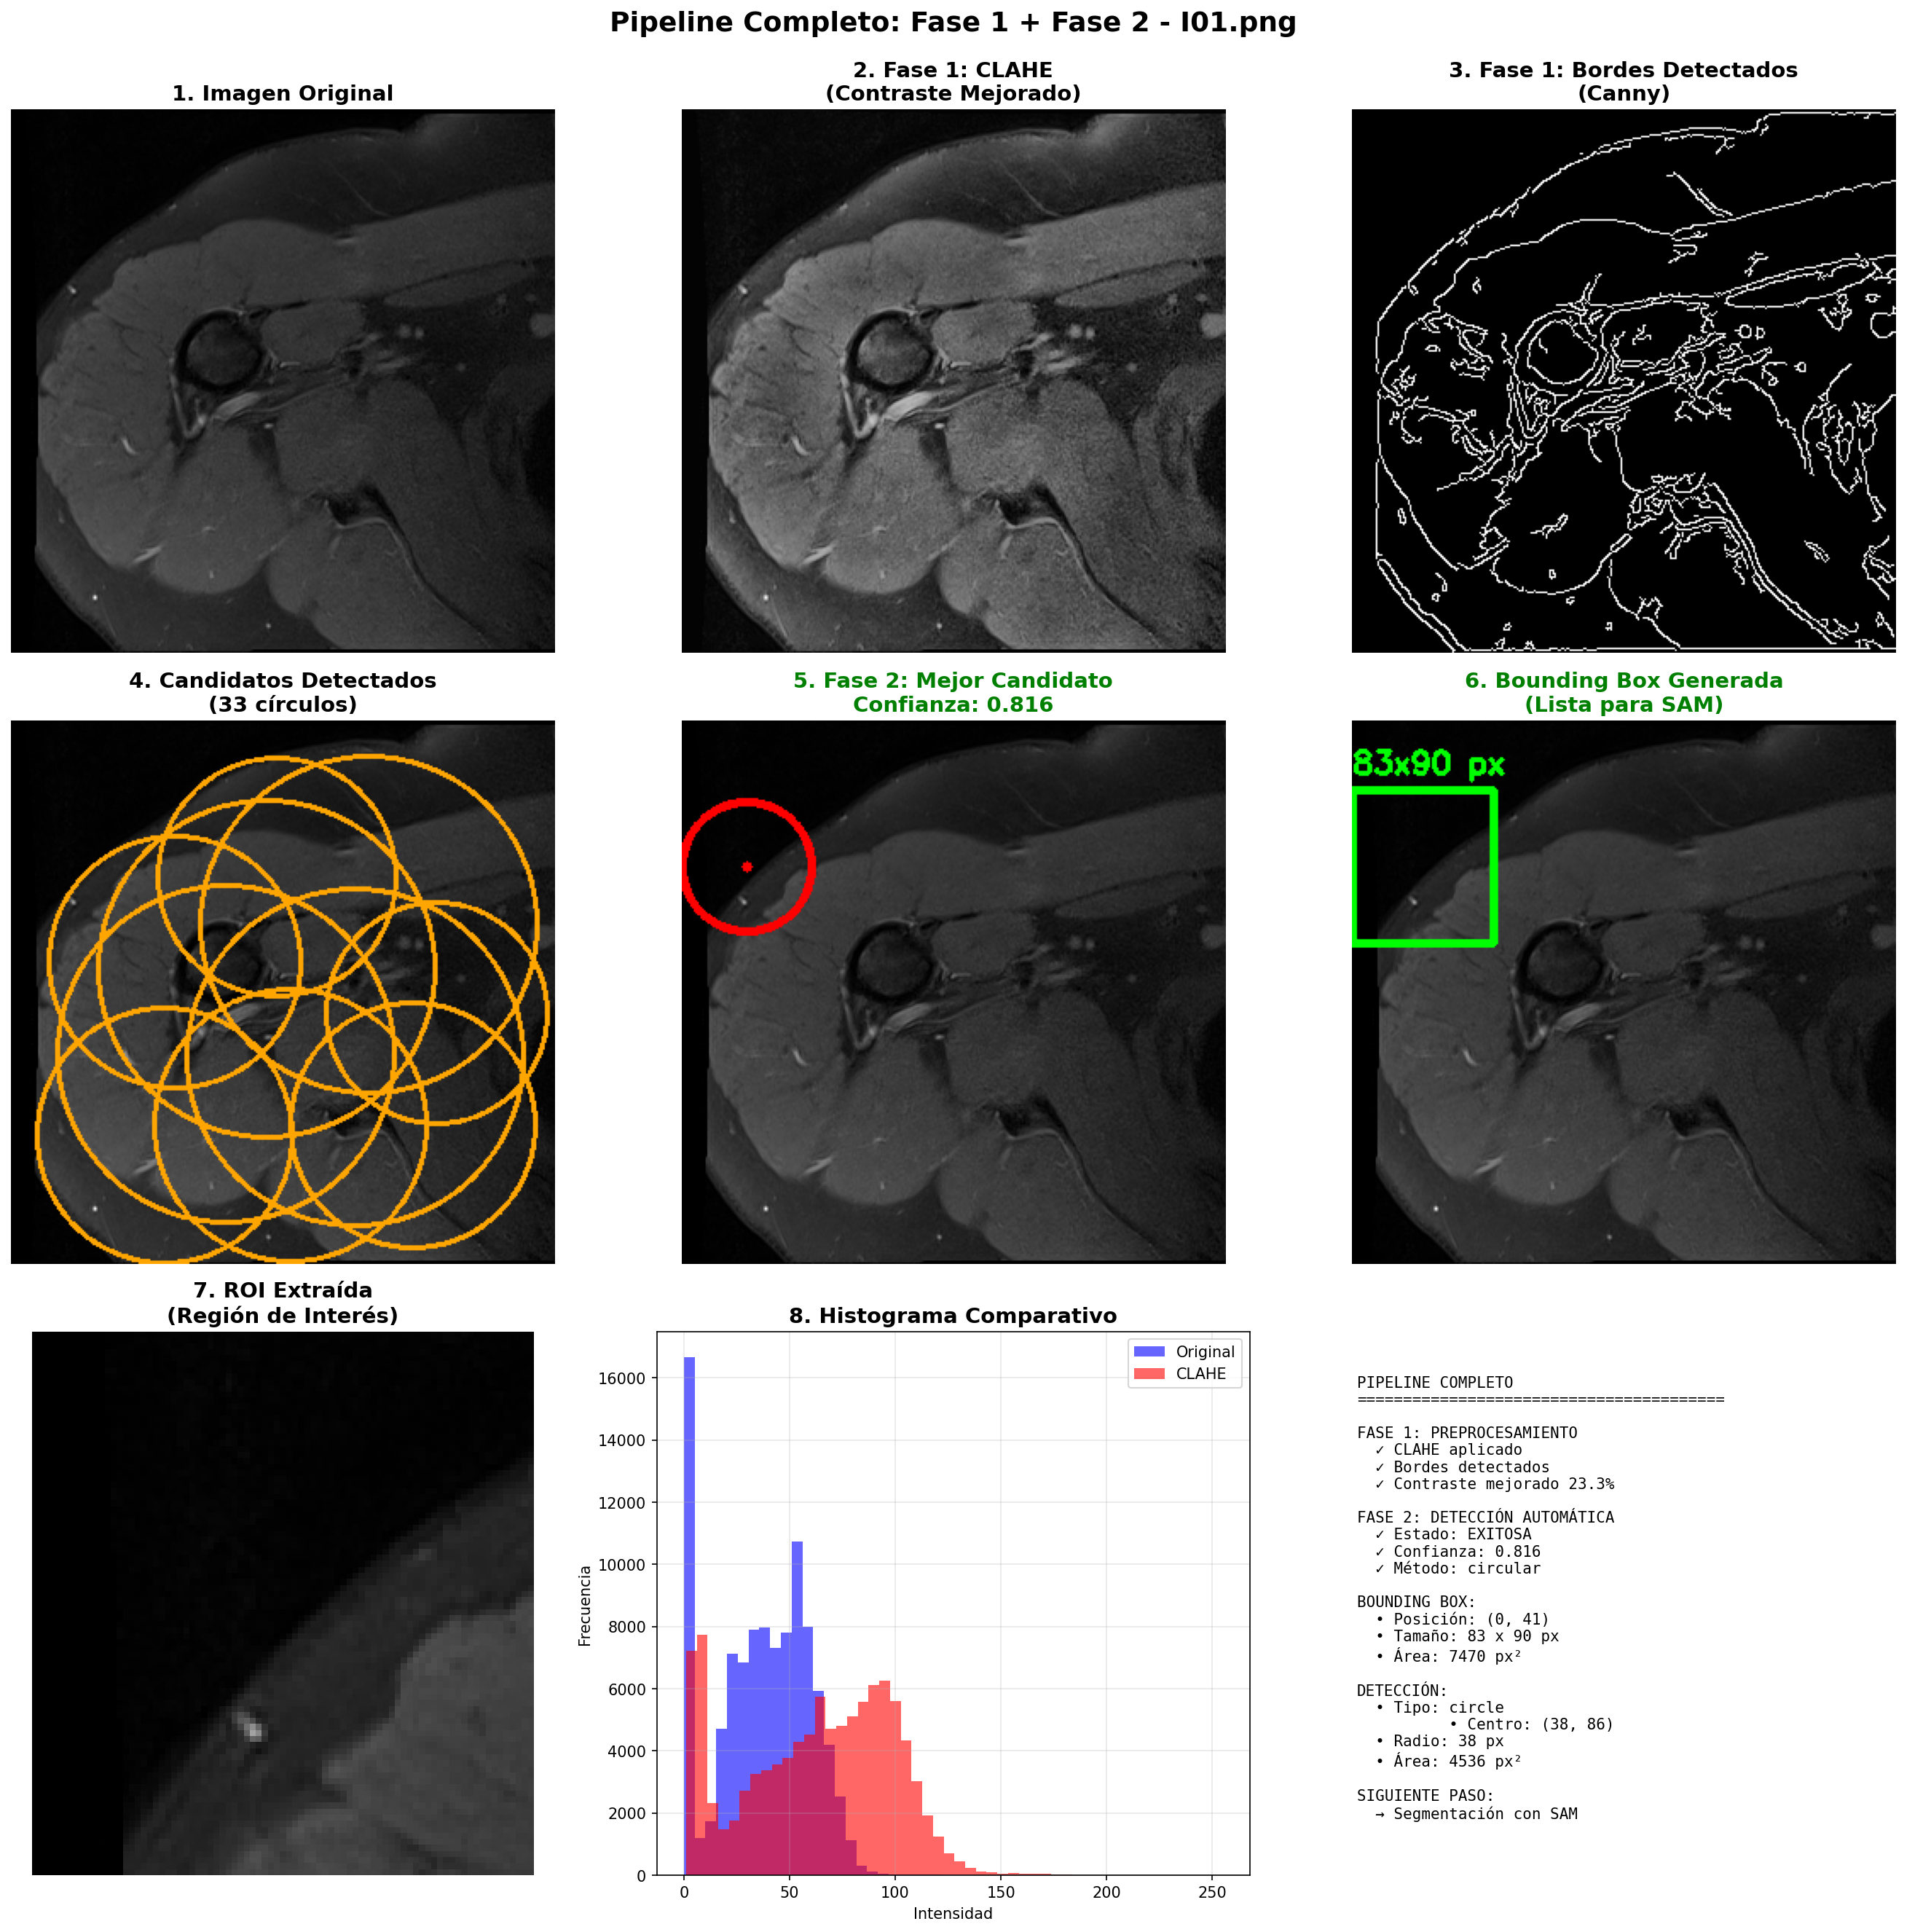 Pipeline Completo: Fase 1 + Fase 2 - I01.png
1. Imagen Original
2. Fase 1: CLAHE
(Contraste Mejorado)
3. Fase 1: Bordes Detectados
(Canny)
4. Candidatos Detectados
(33 círculos)
5. Fase 2: Mejor Candidato
Confianza: 0.816
6. Bounding Box Generada
(Lista para SAM)
83x90 px
7. ROI Extraída
(Región de Interés)
8. Histograma Comparativo
Original
CLAHE
16000
14000
12000
10000
8000
6000
4000
2000
0
Frecuencia
0 50 100 150 200 250
Intensidad
PIPELINE COMPLETO
========================================
FASE 1: PREPROCESAMIENTO
✓ CLAHE aplicado
✓ Bordes detectados
✓ Contraste mejorado 23.3%
FASE 2: DETECCIÓN AUTOMÁTICA
✓ Estado: EXITOSA
✓ Confianza: 0.816
✓ Método: circular
BOUNDING BOX:
• Posición: (0, 41)
• Tamaño: 83 x 90 px
• Área: 7470 px²
DETECCIÓN:
• Tipo: circle
• Centro: (38, 86)
• Radio: 38 px
• Área: 4536 px²
SIGUIENTE PASO:
→ Segmentación con SAM